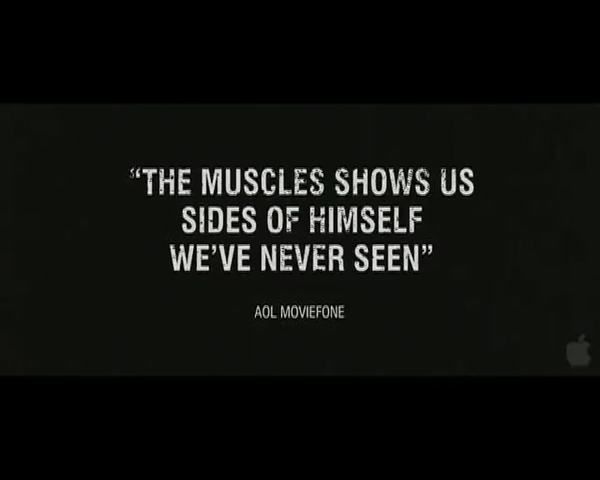 “THE MUSCLES SHOWS US
SIDES OF HIMSELF
WE’VE NEVER SEEN”
AOL MOVIEFONE